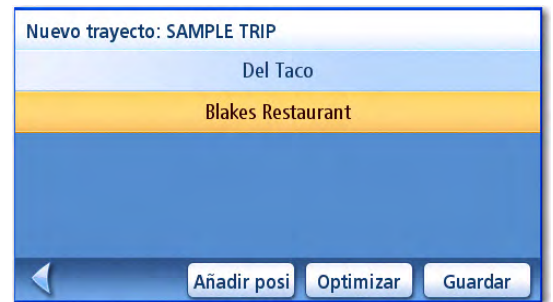 Nuevo trayecto: SAMPLE TRIP
Del Taco
Blakes Restaurant
Añadir posi Optimizar Guardar